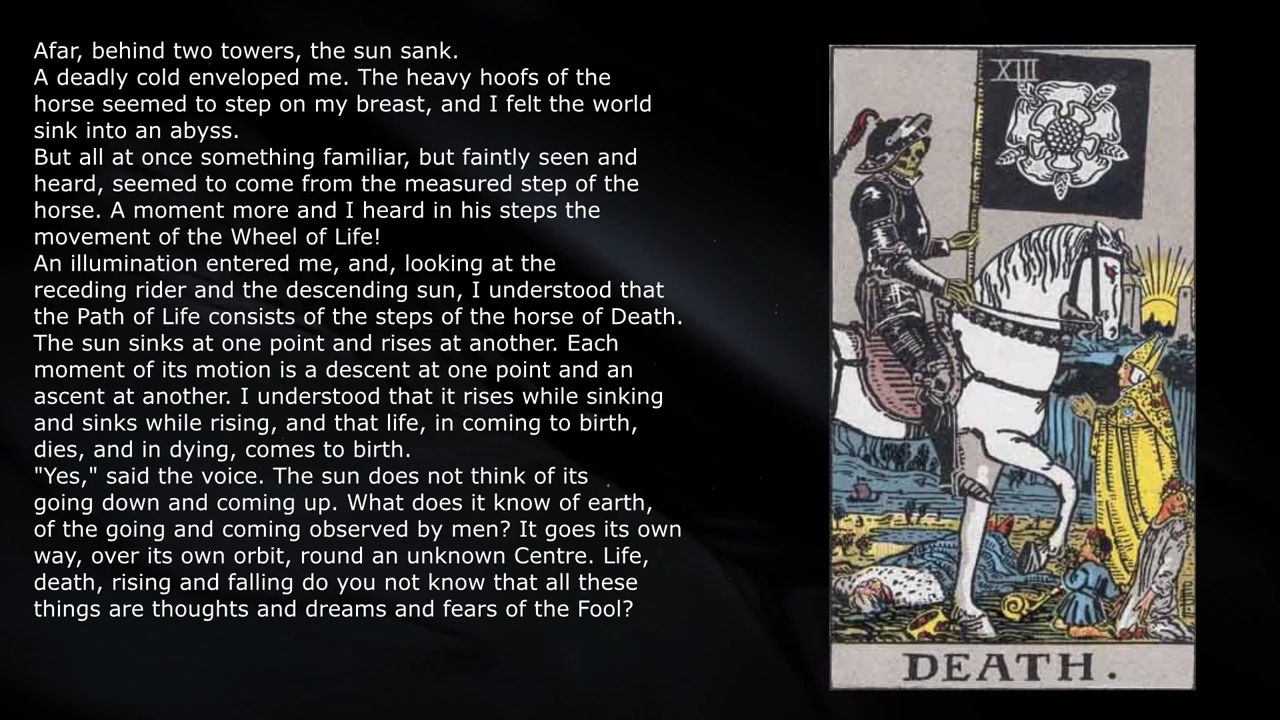 Afar, behind two towers, the sun sank.
A deadly cold enveloped me. The heavy hoofs of the
horse seemed to step on my breast, and I felt the world
sink into an abyss.
But all at once something familiar, but faintly seen and
heard, seemed to come from the measured step of the
horse. A moment more and I heard in his steps the
movement of the Wheel of Life!
An illumination entered me, and, looking at the
receding rider and the descending sun, I understood that
the Path of Life consists of the steps of the horse of Death.
The sun sinks at one point and rises at another. Each
moment of its motion is a descent at one point and an
ascent at another. I understood that it rises while sinking
and sinks while rising, and that life, in coming to birth,
dies, and in dying, comes to birth.
"Yes," said the voice. The sun does not think of its
going down and coming up. What does it know of earth,
of the going and coming observed by men? It goes its own
way, over its own orbit, round an unknown Centre. Life,
death, rising and falling do you not know that all these
things are thoughts and dreams and fears of the Fool?
XIII
DEATH.